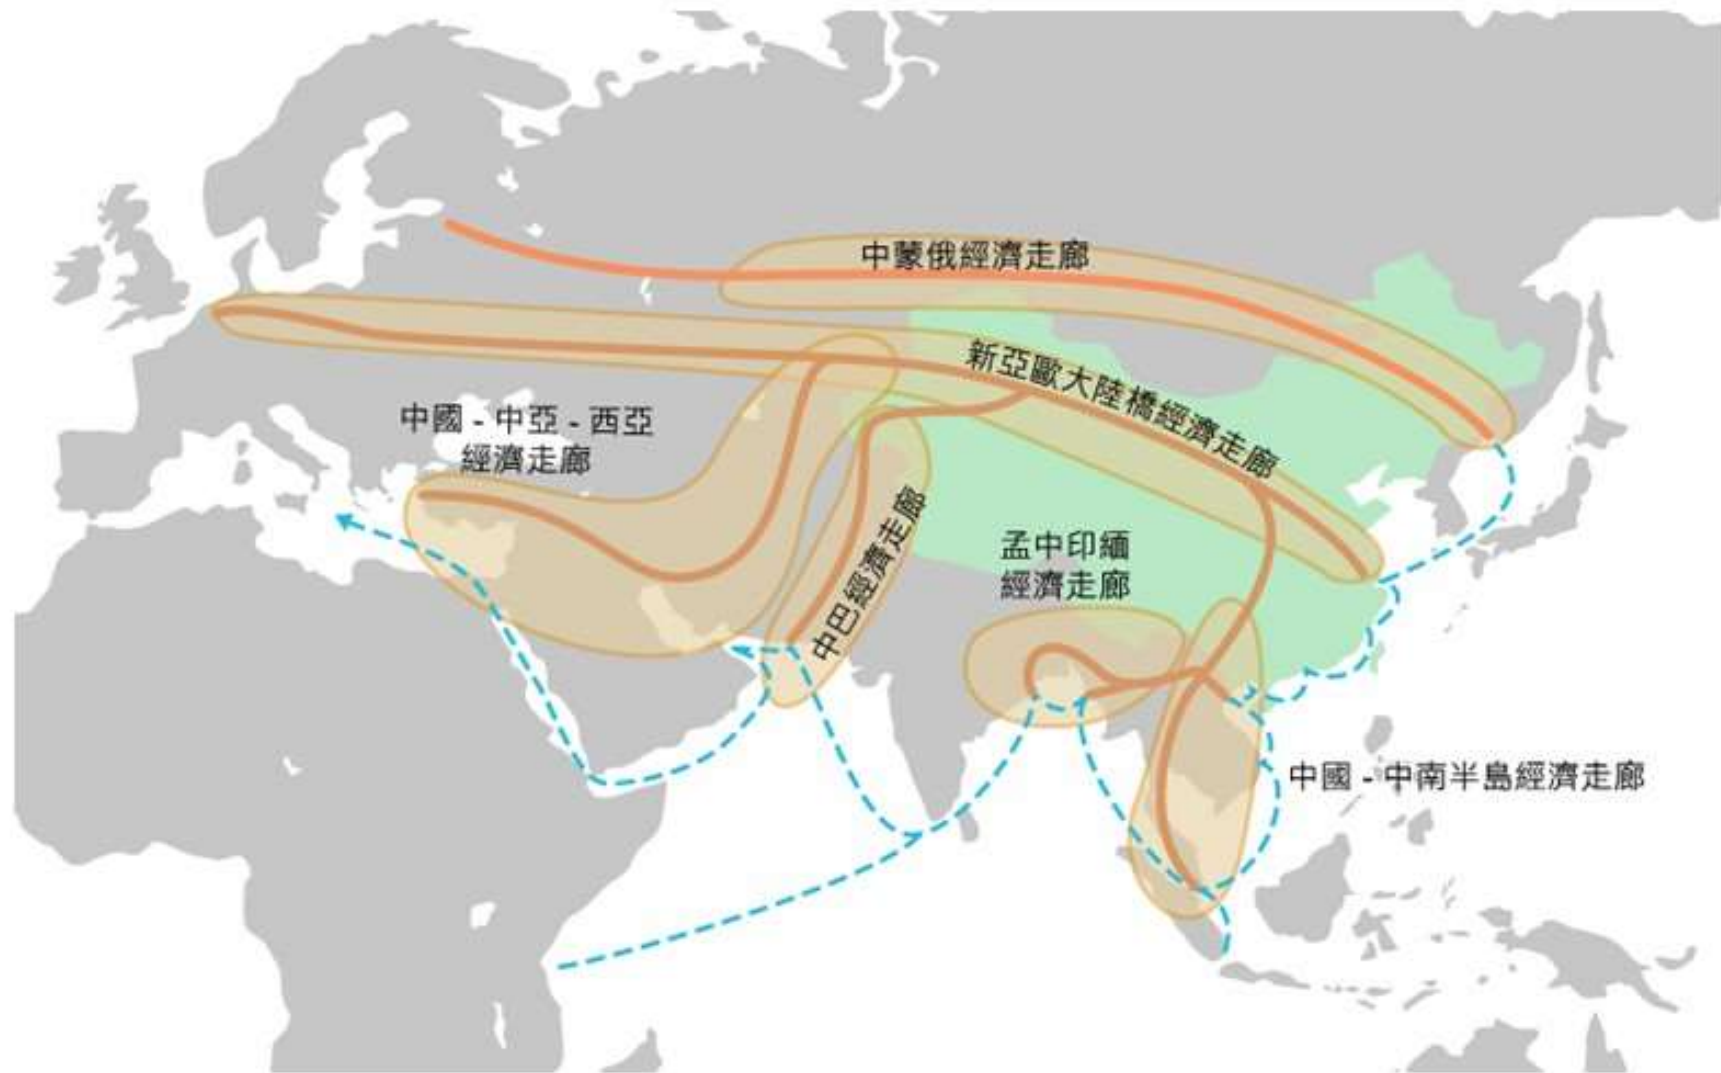 中蒙俄經濟走廊
新亞歐大陸橋經濟走廊
中國 - 中亞 - 西亞
經濟走廊
中巴經濟走廊
孟中印緬
經濟走廊
中國 - 中南半島經濟走廊